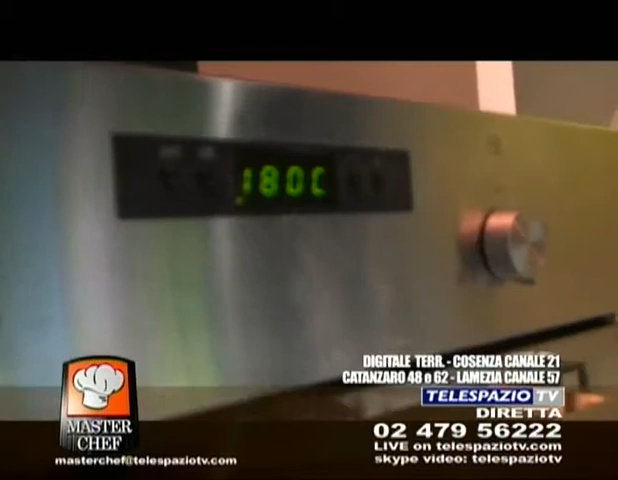 180C
DIGITALE TERR. - COSENZA CANALE 21
CATANZARO 48 e 62 - LAMEZIA CANALE 57
TELESPAZIO TV
DIRETTA
02 479 56222
LIVE on telespaziotv.com
skype video: telespaziotv
MASTER
CHEF
masterchef@telespaziotv.com